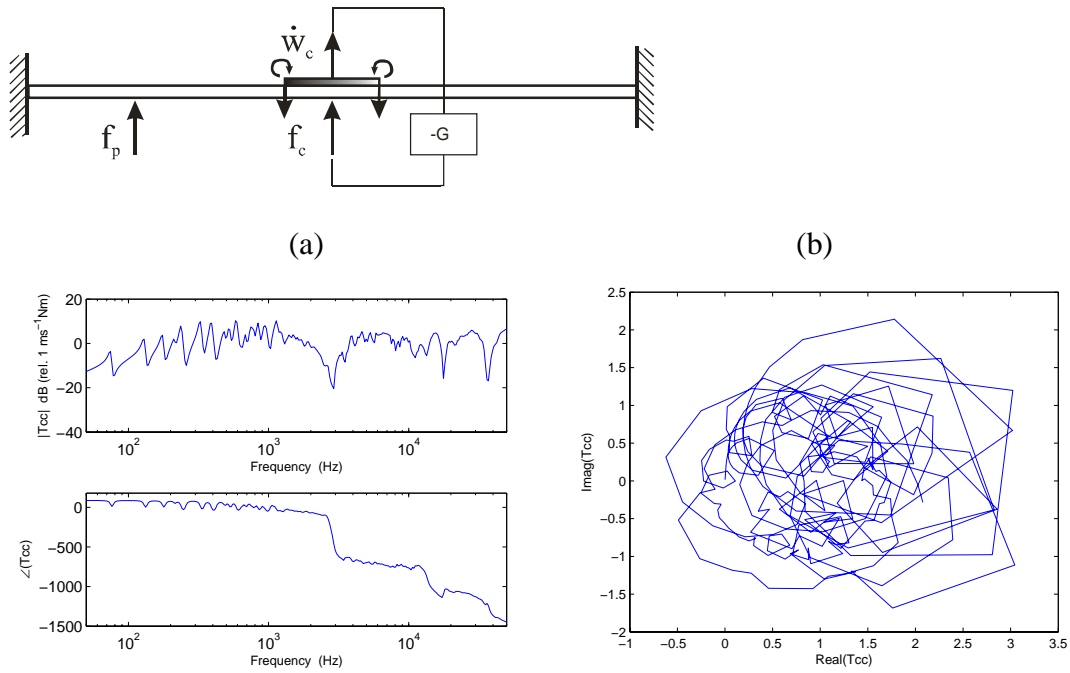 ẇ_c
f_p
f_c
-G
(a)
(b)
|Tcc| dB (rel. 1 ms⁻¹Nm)
20
0
−20
−40
10² 10³ 10⁴
Frequency (Hz)
∠(Tcc)
0
−500
−1000
−1500
10² 10³ 10⁴
Frequency (Hz)
Imag(Tcc)
2.5
2
1.5
1
0.5
0
−0.5
−1
−1.5
−2
−1 −0.5 0 0.5 1 1.5 2 2.5 3 3.5
Real(Tcc)